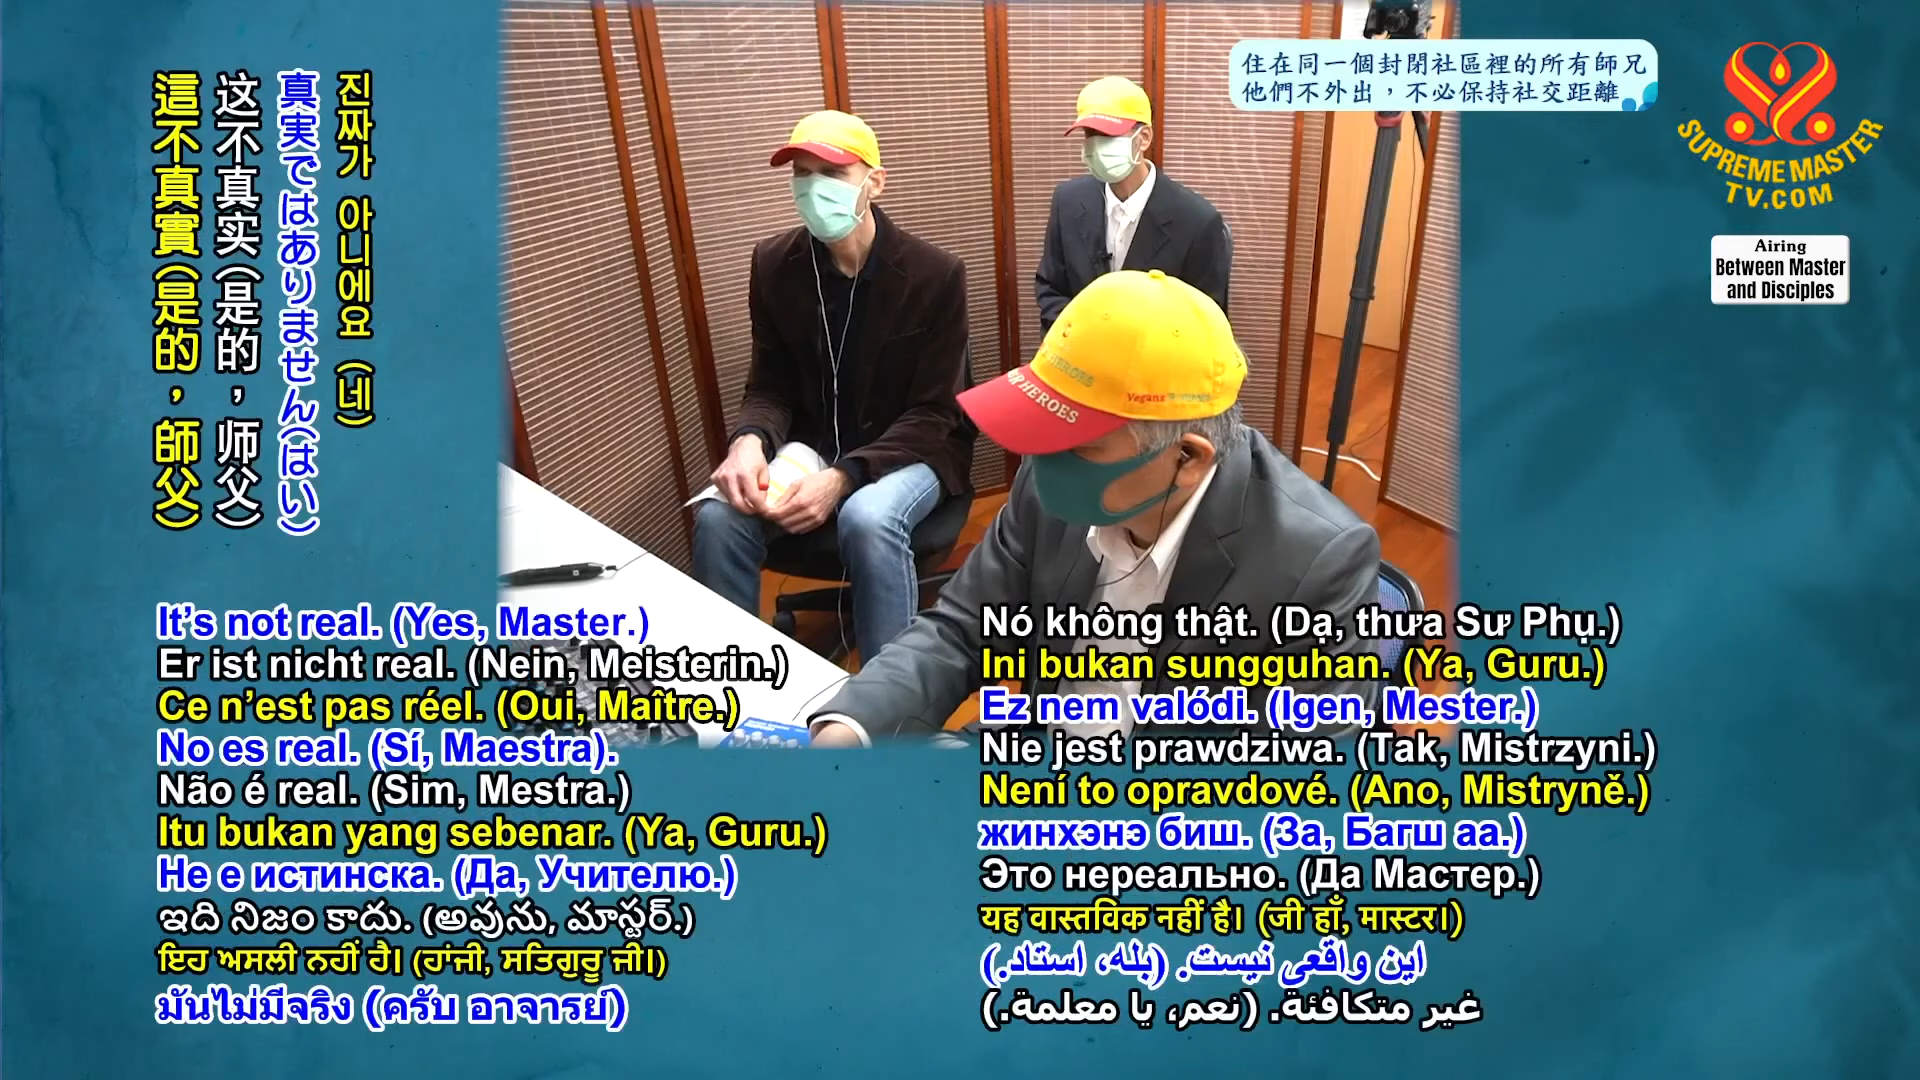 這不真實(是的，師父)
这不真实(是的，师父)
真実ではありません(はい)
진짜가 아니에요 (네)
住在同一個封閉社區裡的所有師兄
他們不外出，不必保持社交距離
SUPREME MASTER
TV.COM
Airing
Between Master
and Disciples
HEROES
OR HEROES
Vegans
It’s not real. (Yes, Master.)
Er ist nicht real. (Nein, Meisterin.)
Ce n’est pas réel. (Oui, Maître.)
No es real. (Sí, Maestra).
Não é real. (Sim, Mestra.)
Itu bukan yang sebenar. (Ya, Guru.)
Не е истинска. (Да, Учителю.)
ఇది నిజం కాదు. (అవును, మాస్టర్.)
ਇਹ ਅਸਲੀ ਨਹੀਂ ਹੈ। (ਹਾਂਜੀ, ਸਤਿਗੁਰੂ ਜੀ।)
มันไม่มีจริง (ครับ อาจารย์)
Nó không thật. (Dạ, thưa Sư Phụ.)
Ini bukan sungguhan. (Ya, Guru.)
Ez nem valódi. (Igen, Mester.)
Nie jest prawdziwa. (Tak, Mistrzyni.)
Není to opravdové. (Ano, Mistryně.)
жинхэнэ биш. (За, Багш аа.)
Это нереально. (Да Мастер.)
यह वास्तविक नहीं है। (जी हाँ, मास्टर।)
این واقعی نیست. (بله، استاد.)
غير متكافئة. (نعم، يا معلمة.)